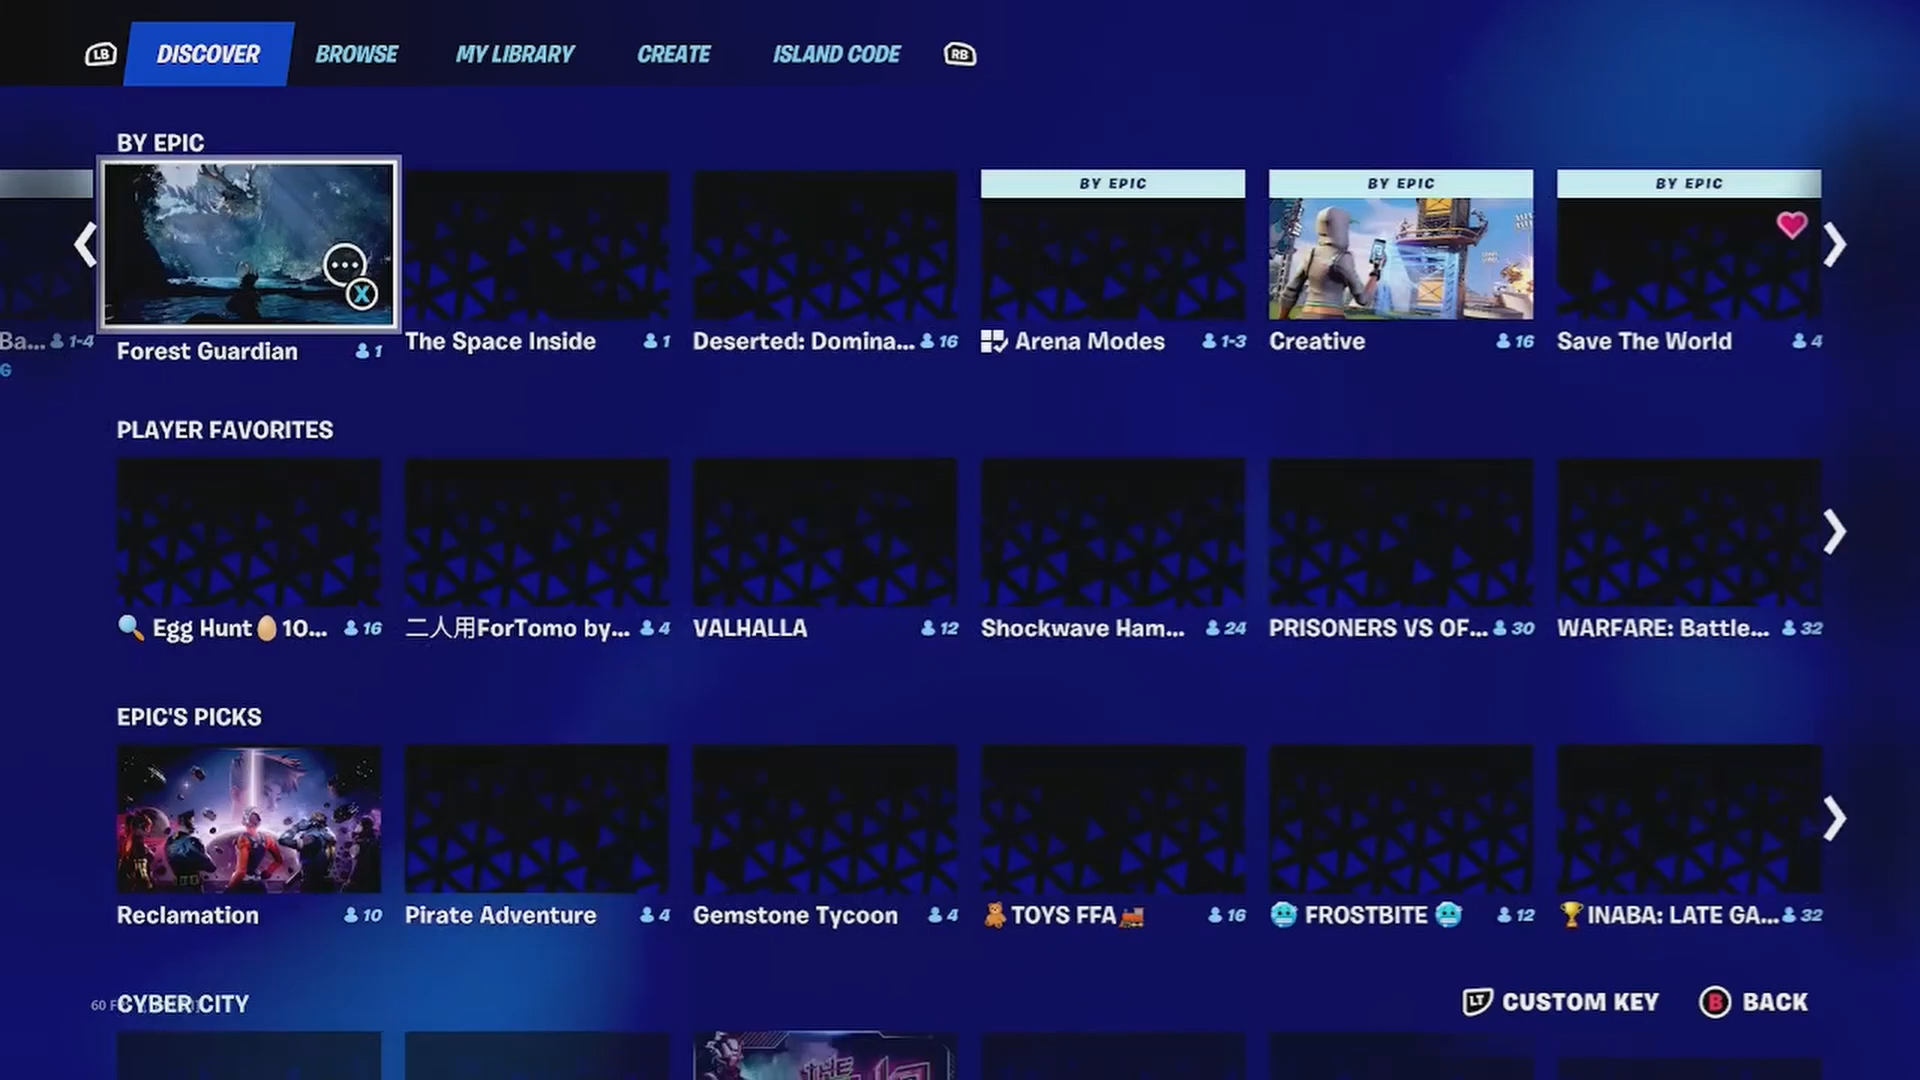 LB DISCOVER BROWSE MY LIBRARY CREATE ISLAND CODE RB
BY EPIC
BY EPIC BY EPIC BY EPIC
X
Ba... 1-4 Forest Guardian 1 The Space Inside 1 Deserted: Domina... 16 Arena Modes 1-3 Creative 16 Save The World 4
G
PLAYER FAVORITES
🔍 Egg Hunt🥚10... 16 二人用ForTomo by... 4 VALHALLA 12 Shockwave Ham... 24 PRISONERS VS OF... 30 WARFARE: Battle... 32
EPIC'S PICKS
Reclamation 10 Pirate Adventure 4 Gemstone Tycoon 4 🧸TOYS FFA🚂 16 🥶 FROSTBITE 🥶 12 🏆INABA: LATE GA... 32
60 CYBER CITY LT CUSTOM KEY B BACK
THE